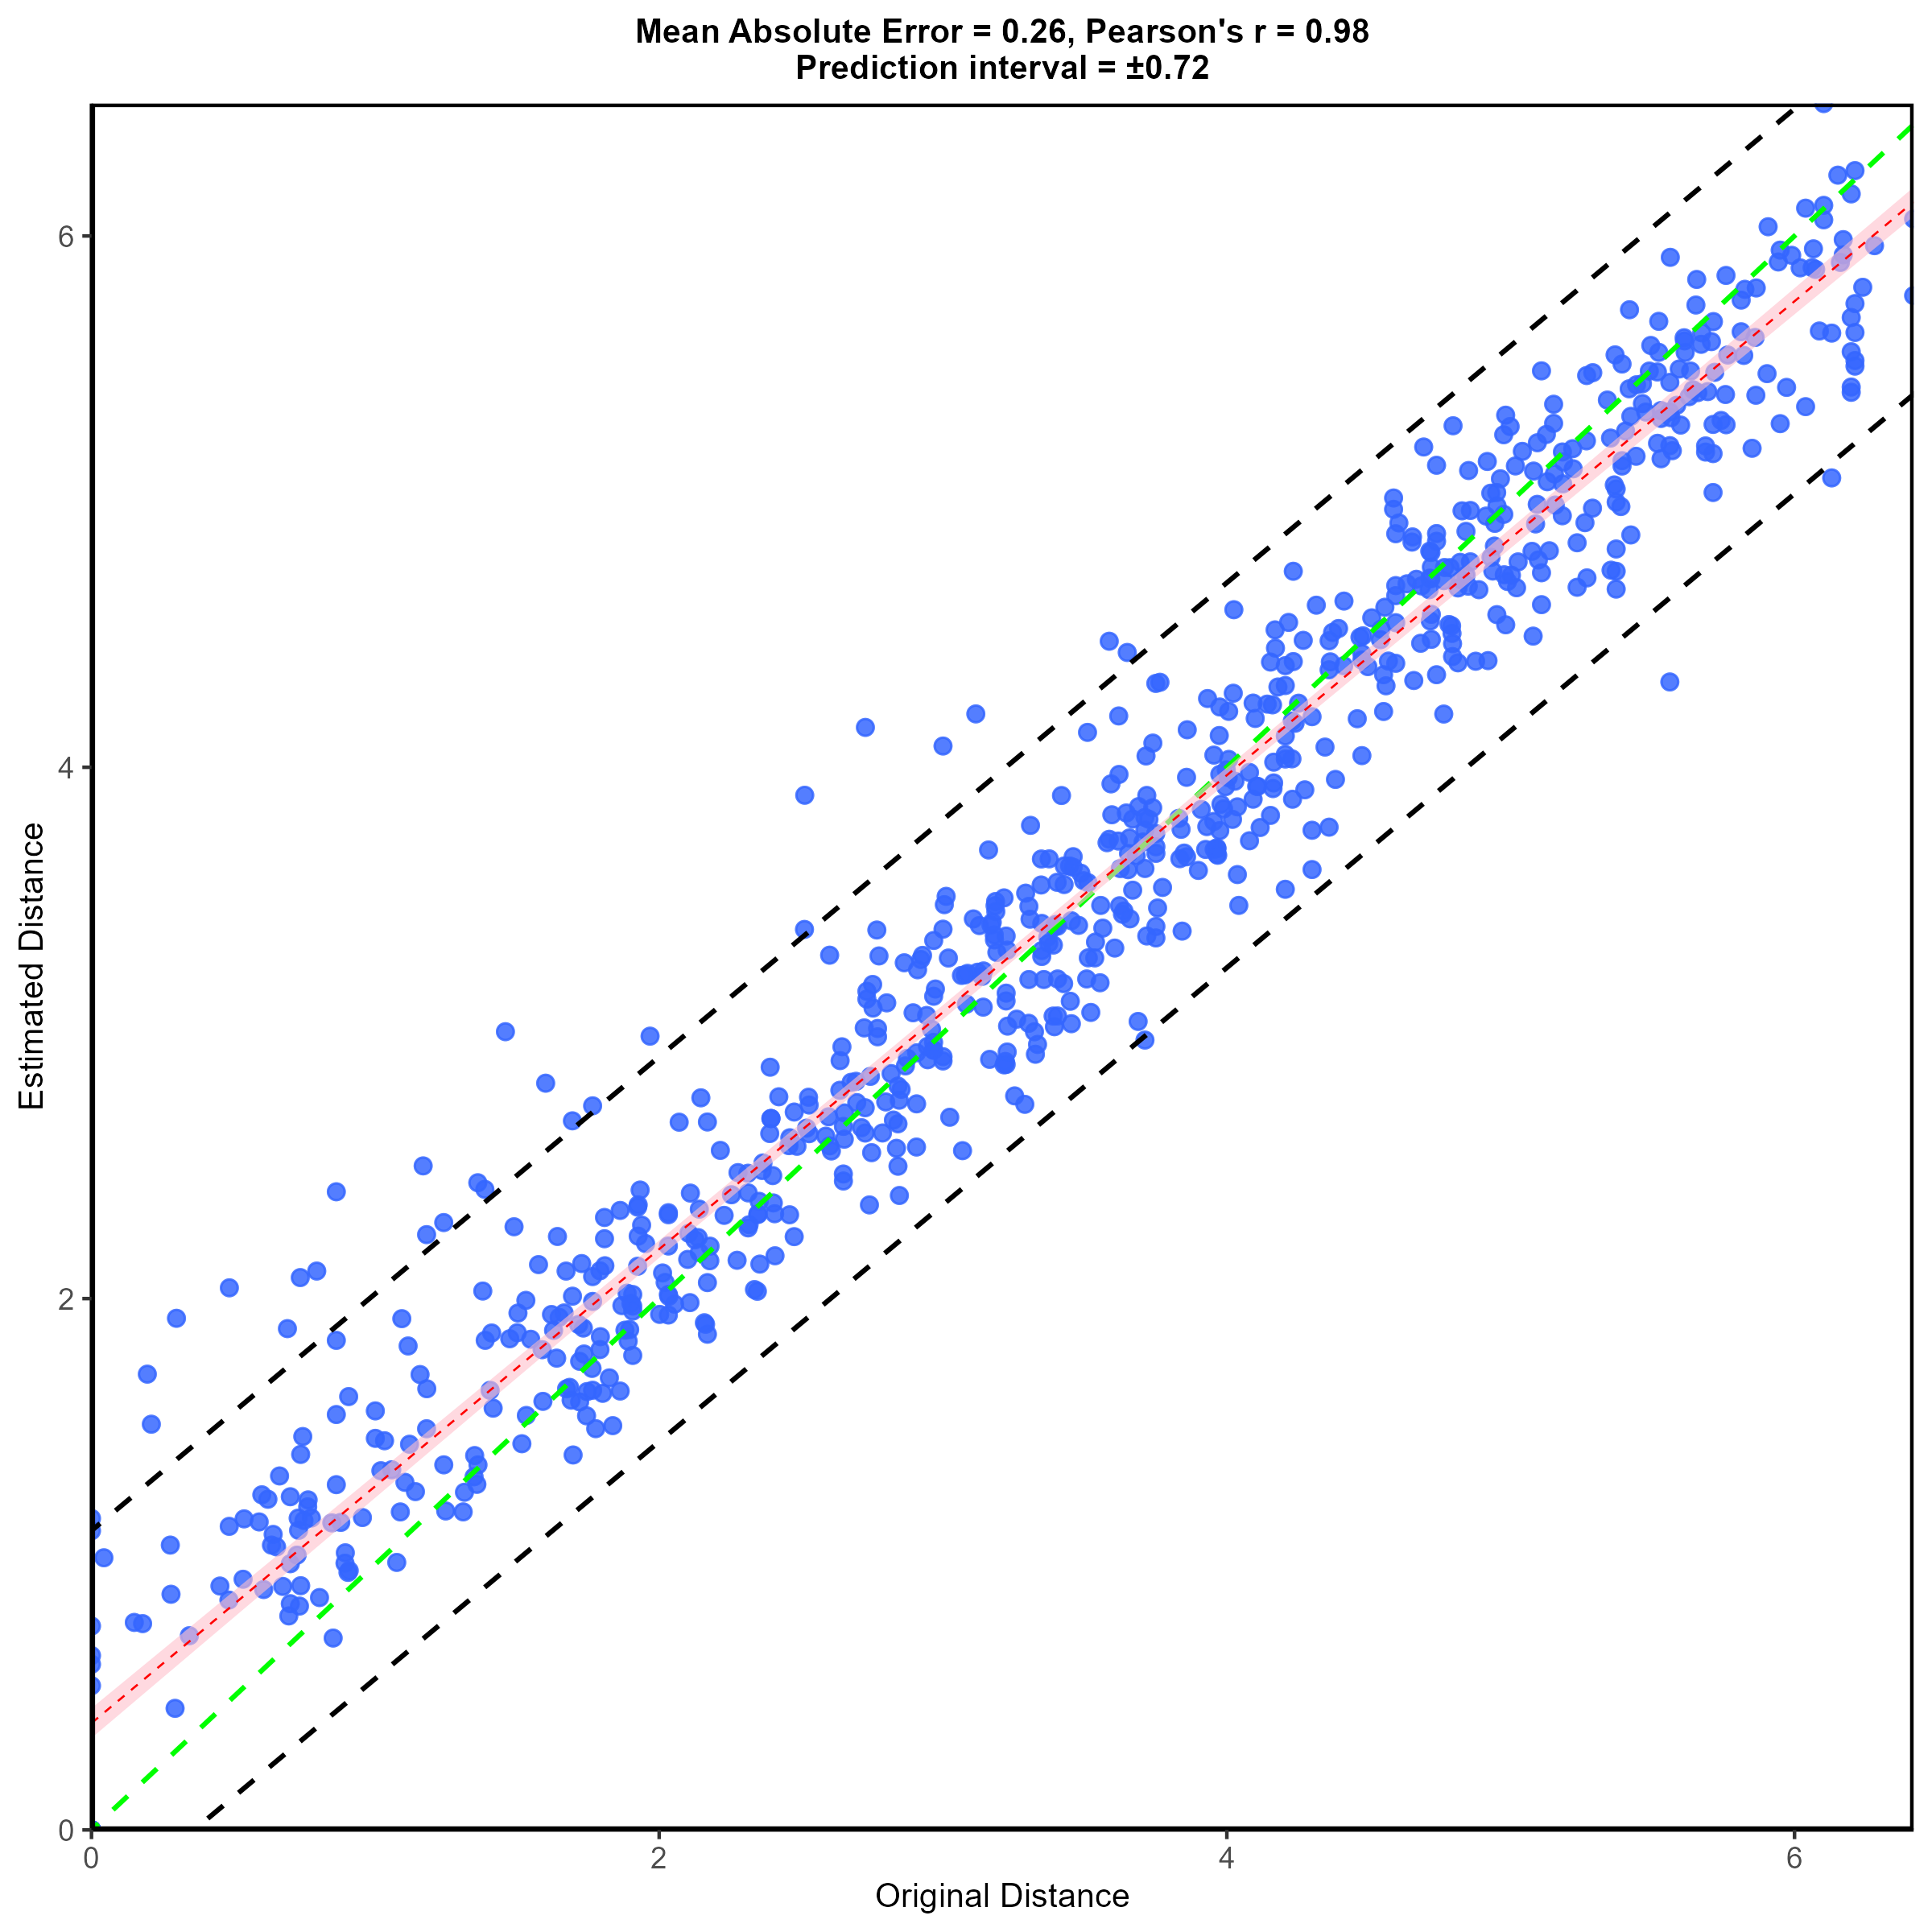 Mean Absolute Error = 0.26, Pearson's r = 0.98
Prediction interval = ±0.72
Estimated Distance
6
4
2
0
0 2 4 6
Original Distance